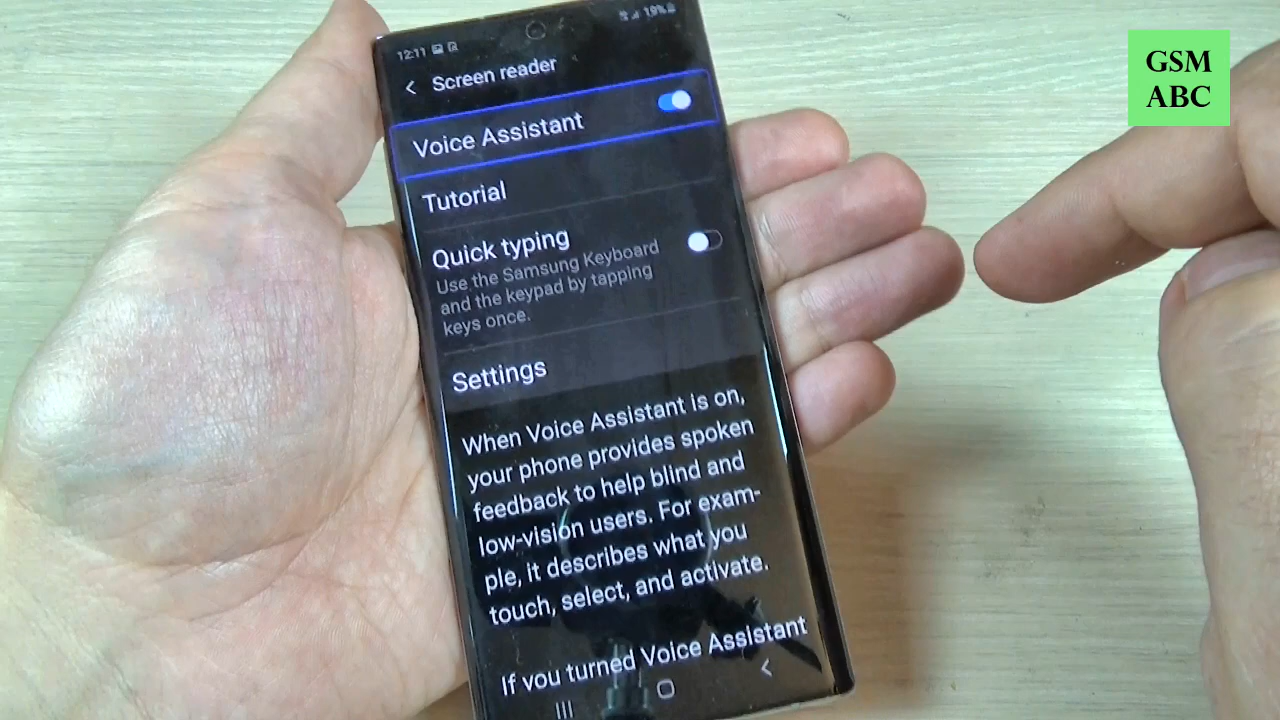 12:11
19%
Screen reader
Voice Assistant
Tutorial
Quick typing
Use the Samsung Keyboard
and the keypad by tapping
keys once.
Settings
When Voice Assistant is on,
your phone provides spoken
feedback to help blind and
low-vision users. For exam-
ple, it describes what you
touch, select, and activate.
If you turned Voice Assistant
GSM
ABC